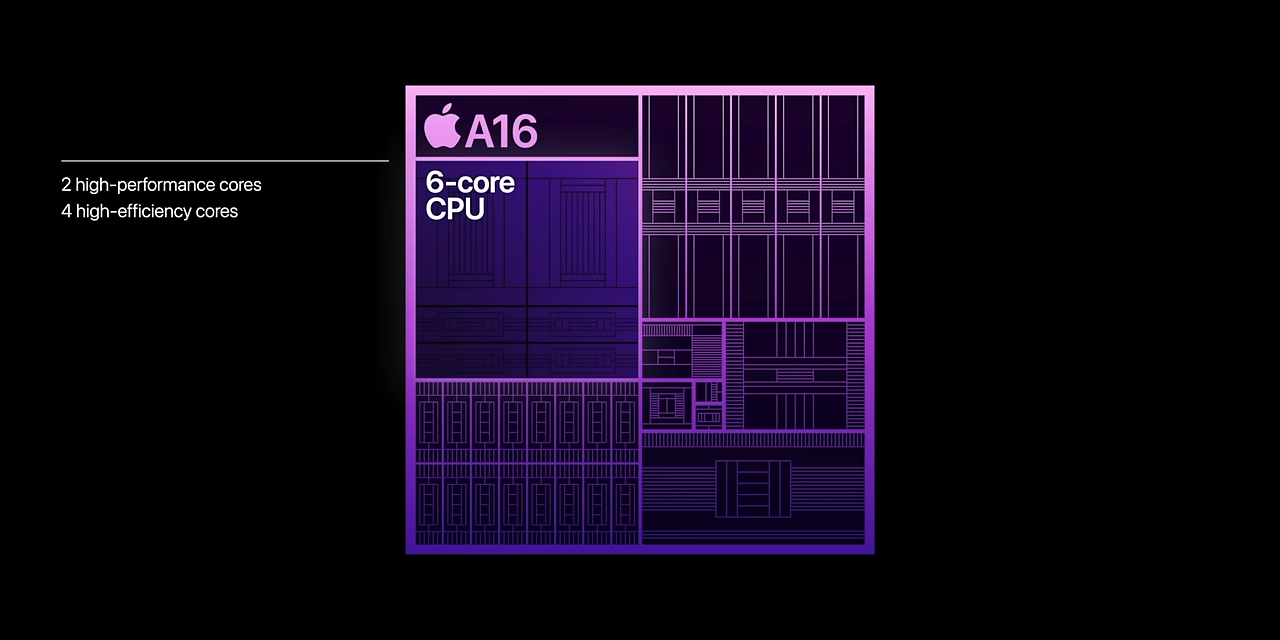 A16
6-core
CPU
2 high-performance cores
4 high-efficiency cores